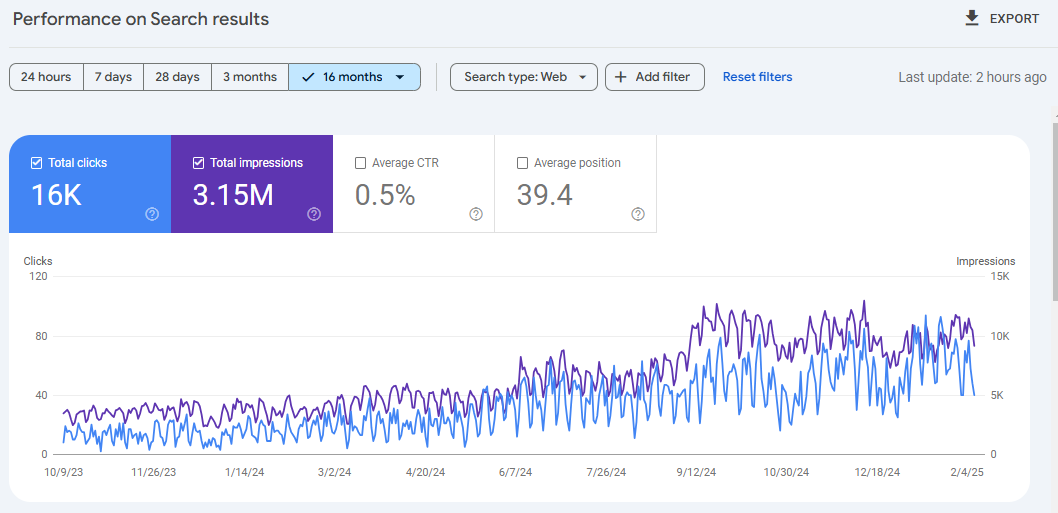 Performance on Search results
EXPORT
24 hours 7 days 28 days 3 months 16 months
Search type: Web
Add filter
Reset filters
Last update: 2 hours ago
Total clicks
16K
Total impressions
3.15M
Average CTR
0.5%
Average position
39.4
Clicks Impressions
120 15K
80 10K
40 5K
0 0
10/9/23 11/26/23 1/14/24 3/2/24 4/20/24 6/7/24 7/26/24 9/12/24 10/30/24 12/18/24 2/4/25